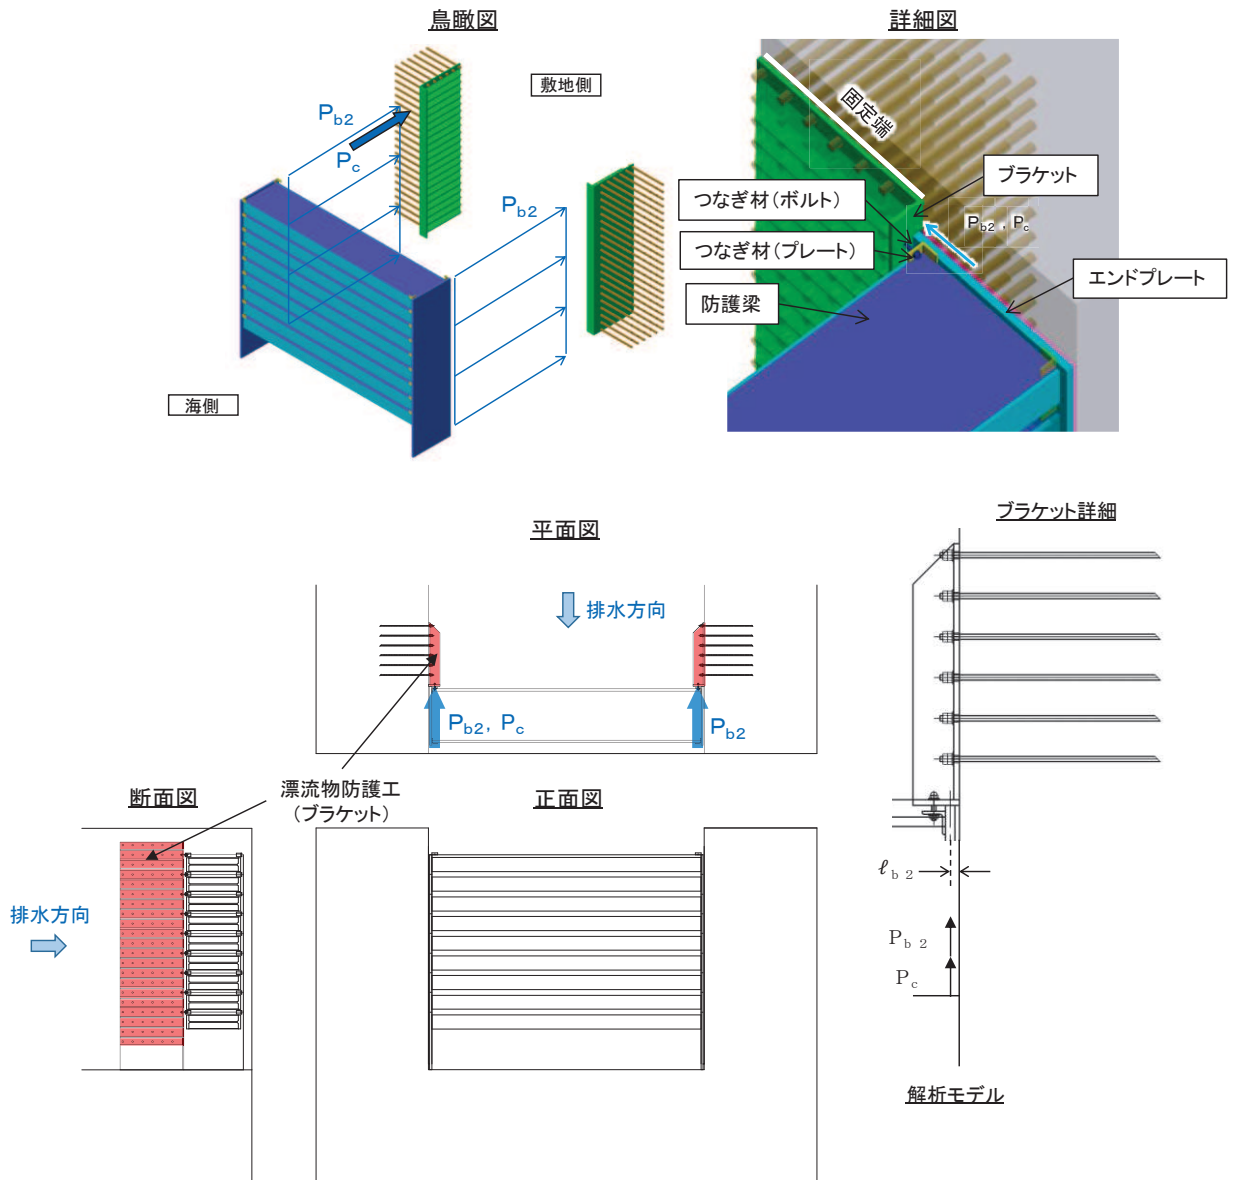 鳥瞰図
詳細図
敷地側
Pb2
Pc
Pb2
海側
固定端
ブラケット
つなぎ材(ボルト)
Pb2 , Pc
つなぎ材(プレート)
エンドプレート
防護梁
ブラケット詳細
平面図
排水方向
Pb2, Pc
Pb2
漂流物防護工
(ブラケット)
断面図
正面図
排水方向
ℓb2
Pb2
Pc
解析モデル